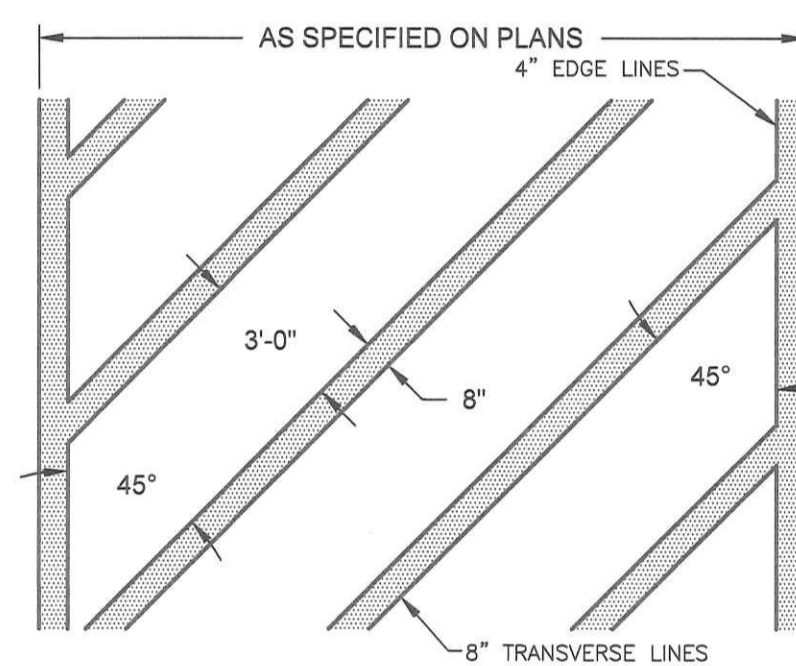 AS SPECIFIED ON PLANS
4” EDGE LINES
3'-0"
8"
45°
45°
8” TRANSVERSE LINES